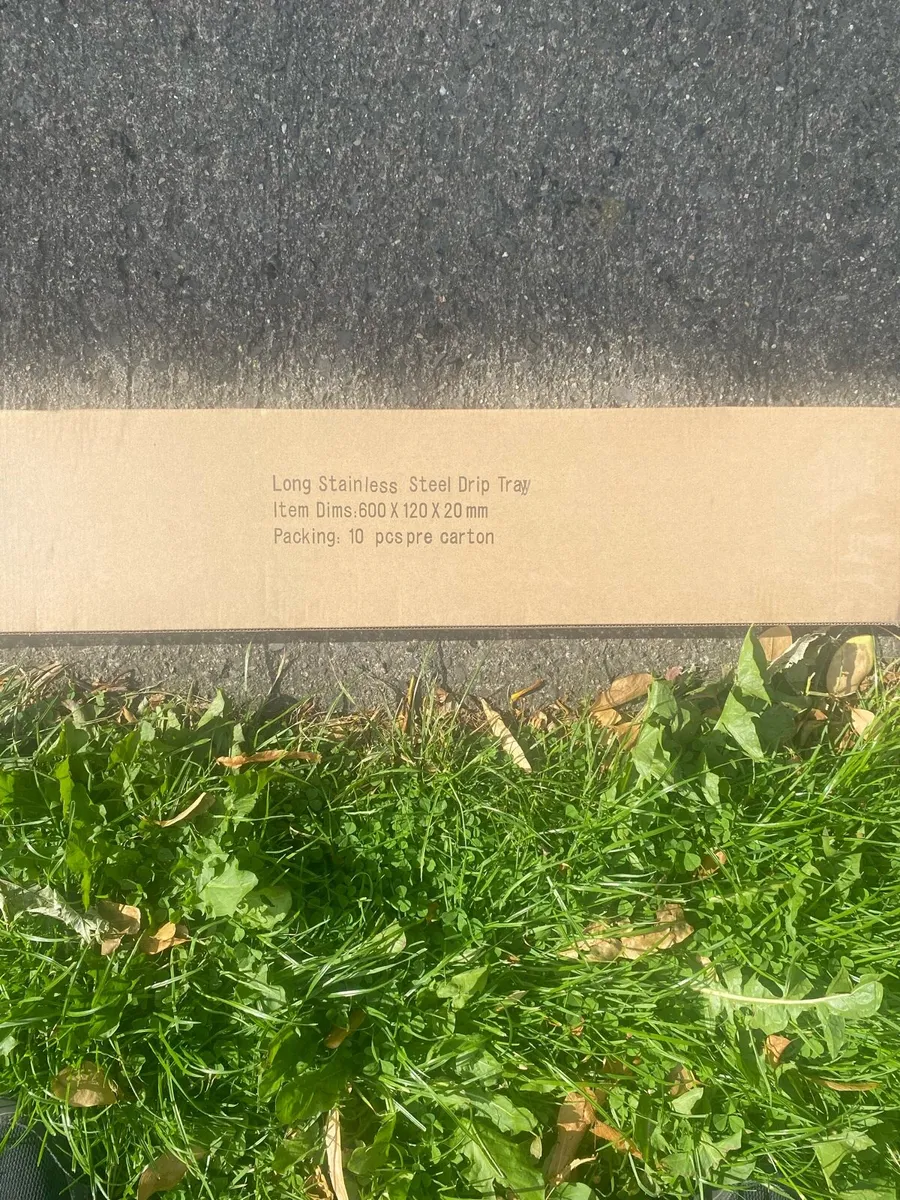 Long Stainless Steel Drip Tray
Item Dims:600 X 120 X 20 mm
Packing: 10 pcs pre carton